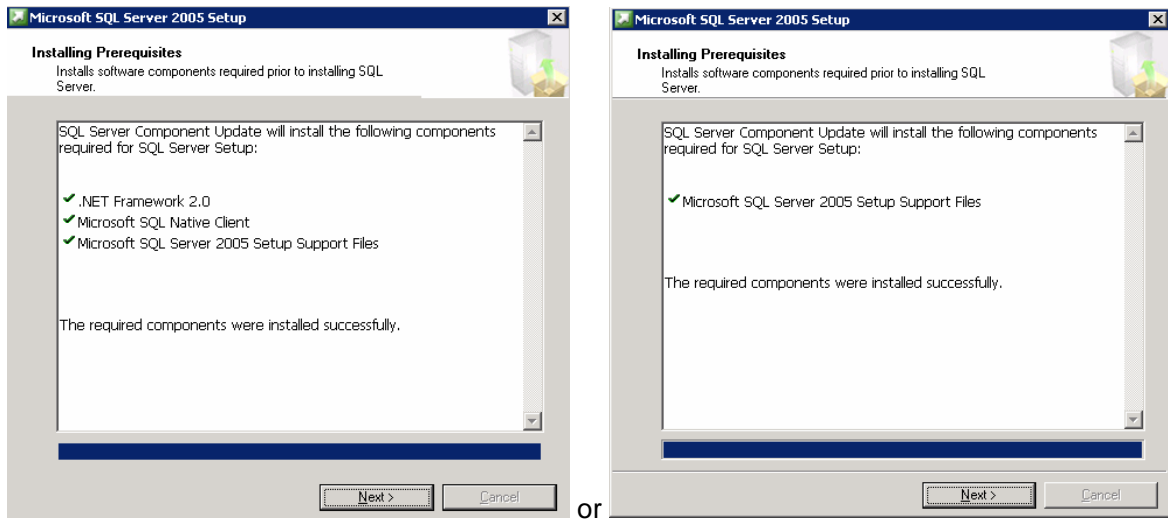 Microsoft SQL Server 2005 Setup
Installing Prerequisites
Installs software components required prior to installing SQL
Server.
SQL Server Component Update will install the following components
required for SQL Server Setup:
.NET Framework 2.0
Microsoft SQL Native Client
Microsoft SQL Server 2005 Setup Support Files
The required components were installed successfully.
Next >
Cancel
or
Microsoft SQL Server 2005 Setup
Installing Prerequisites
Installs software components required prior to installing SQL
Server.
SQL Server Component Update will install the following components
required for SQL Server Setup:
Microsoft SQL Server 2005 Setup Support Files
The required components were installed successfully.
Next >
Cancel